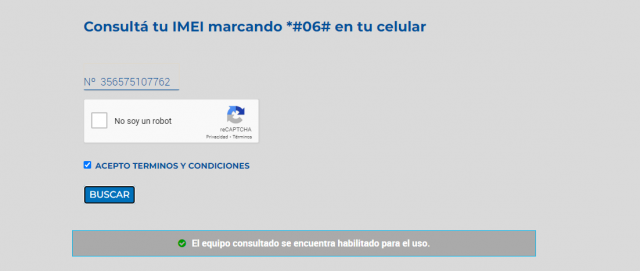 Consultá tu IMEI marcando *#06# en tu celular
Nº 356575107762
No soy un robot
reCAPTCHA
Privacidad - Términos
ACEPTO TERMINOS Y CONDICIONES
BUSCAR
El equipo consultado se encuentra habilitado para el uso.